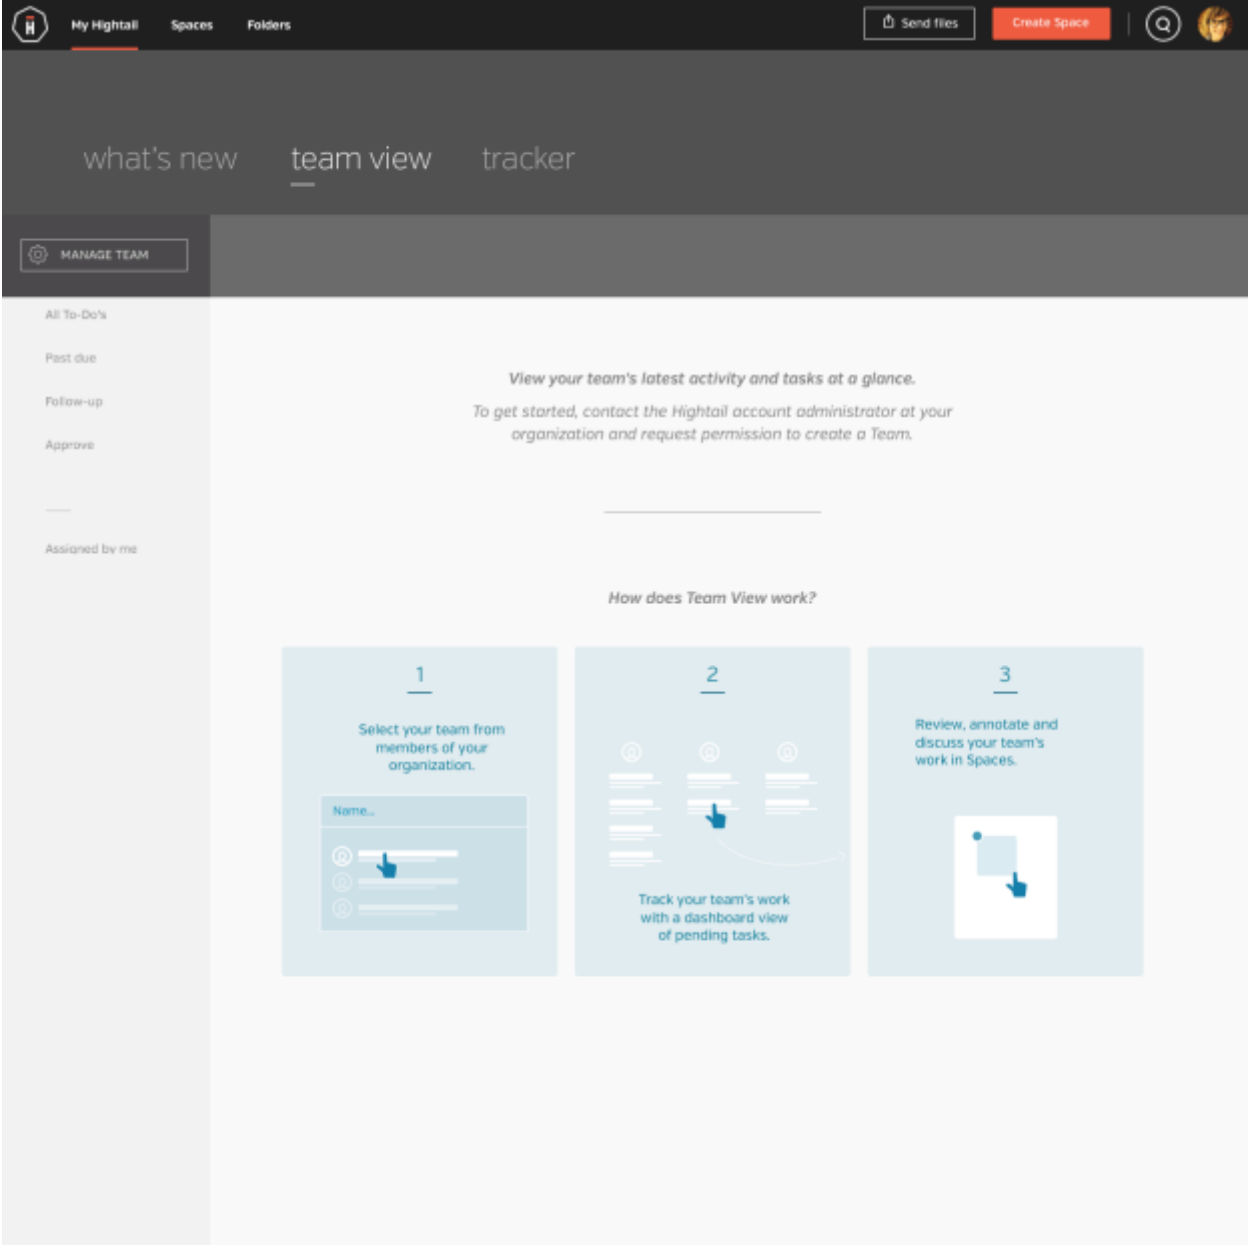 H
My Hightail
Spaces
Folders
Send files
Create Space
what's new
team view
tracker
MANAGE TEAM
All To-Do's
Past due
Follow-up
Approve
Assigned by me
View your team's latest activity and tasks at a glance.
To get started, contact the Hightail account administrator at your
organization and request permission to create a Team.
How does Team View work?
1
Select your team from
members of your
organization.
Name...
2
Track your team's work
with a dashboard view
of pending tasks.
3
Review, annotate and
discuss your team's
work in Spaces.